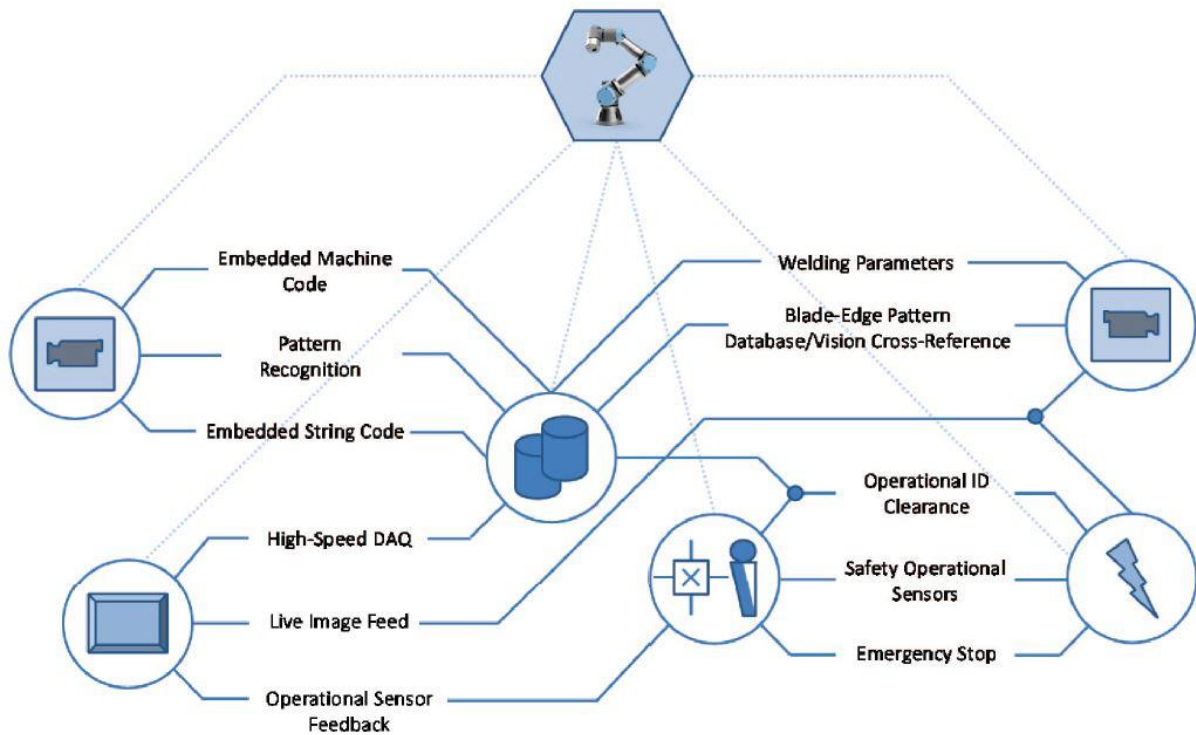 Embedded Machine
Code
Pattern
Recognition
Embedded String Code
High-Speed DAQ
Live Image Feed
Operational Sensor
Feedback
Welding Parameters
Blade-Edge Pattern
Database/Vision Cross-Reference
Operational ID
Clearance
Safety Operational
Sensors
Emergency Stop